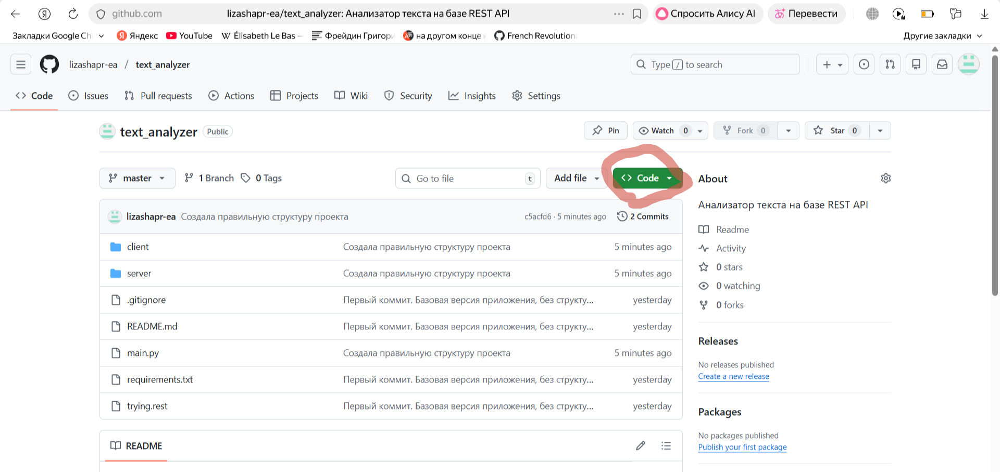 Я github.com lizashapr-ea/text_analyzer: Анализатор текста на базе REST API Спросить Алису AI Перевести
Закладки Google Ch Яндекс YouTube W Élisabeth Le Bas – Фрейдин Григори на другом конце French Revolution Другие закладки
lizashapr-ea / text_analyzer Type / to search
Code Issues Pull requests Actions Projects Wiki Security Insights Settings
text_analyzer Public Pin Watch 0 Fork 0 Star 0
master 1 Branch 0 Tags Go to file t Add file Code About
Анализатор текста на базе REST API
lizashapr-ea Создала правильную структуру проекта c5acfd6 · 5 minutes ago 2 Commits
Readme
client Создала правильную структуру проекта 5 minutes ago
Activity
0 stars
server Создала правильную структуру проекта 5 minutes ago
0 watching
.gitignore Первый коммит. Базовая версия приложения, без структу... yesterday
0 forks
README.md Первый коммит. Базовая версия приложения, без структу... yesterday
Releases
main.py Создала правильную структуру проекта 5 minutes ago
No releases published
Create a new release
requirements.txt Первый коммит. Базовая версия приложения, без структу... yesterday
trying.rest Первый коммит. Базовая версия приложения, без структу... yesterday
Packages
No packages published
README
Publish your first package